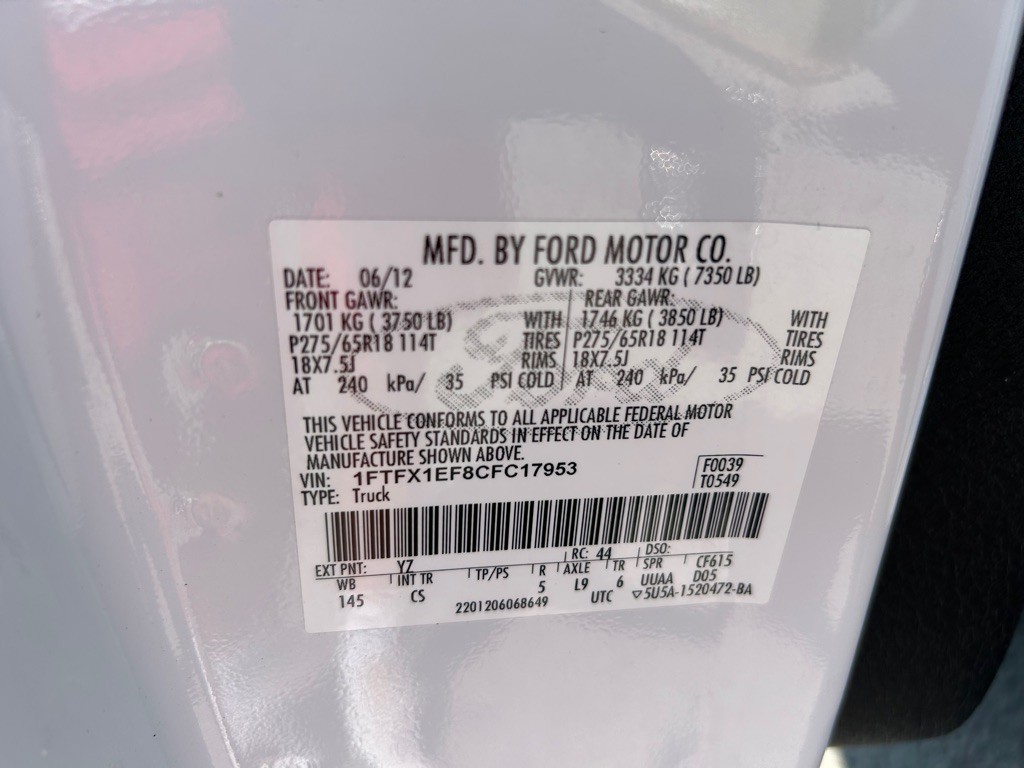 MFD. BY FORD MOTOR CO.
DATE: 06/12 GVWR: 3334 KG ( 7350 LB)
FRONT GAWR: REAR GAWR:
1701 KG ( 3750 LB) WITH 1746 KG ( 3850 LB) WITH
P275/65R18 114T TIRES P275/65R18 114T TIRES
18X7.5J RIMS 18X7.5J RIMS
AT 240 kPa/ 35 PSI COLD AT 240 kPa/ 35 PSI COLD
THIS VEHICLE CONFORMS TO ALL APPLICABLE FEDERAL MOTOR
VEHICLE SAFETY STANDARDS IN EFFECT ON THE DATE OF
MANUFACTURE SHOWN ABOVE.
VIN: 1FTFX1EF8CFC17953 F0039
TYPE: Truck T0549
EXT PNT: YZ RC: 44 DSO:
WB INT TR TP/PS R AXLE TR SPR CF615
145 CS 5 L9 6 UUAA D05
2201206068649 UTC ▽5U5A-1520472-BA